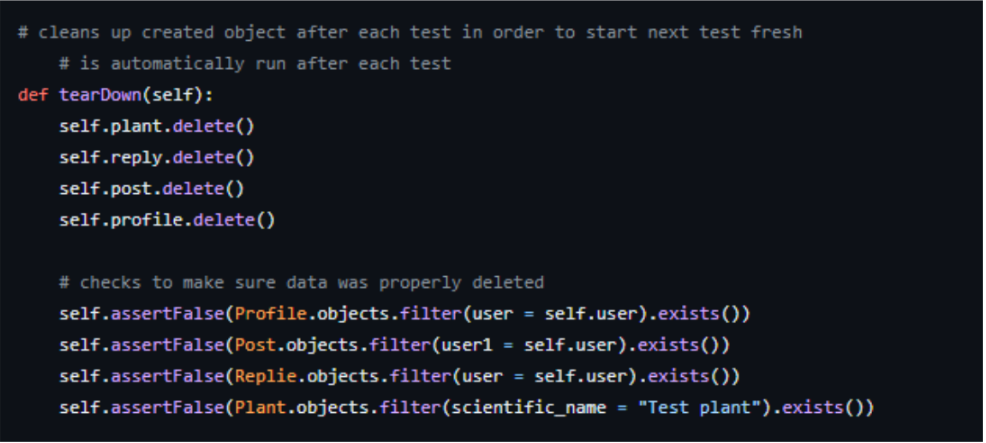 # cleans up created object after each test in order to start next test fresh
    # is automatically run after each test
def tearDown(self):
    self.plant.delete()
    self.reply.delete()
    self.post.delete()
    self.profile.delete()

    # checks to make sure data was properly deleted
    self.assertFalse(Profile.objects.filter(user = self.user).exists())
    self.assertFalse(Post.objects.filter(user1 = self.user).exists())
    self.assertFalse(Replie.objects.filter(user = self.user).exists())
    self.assertFalse(Plant.objects.filter(scientific_name = "Test plant").exists())